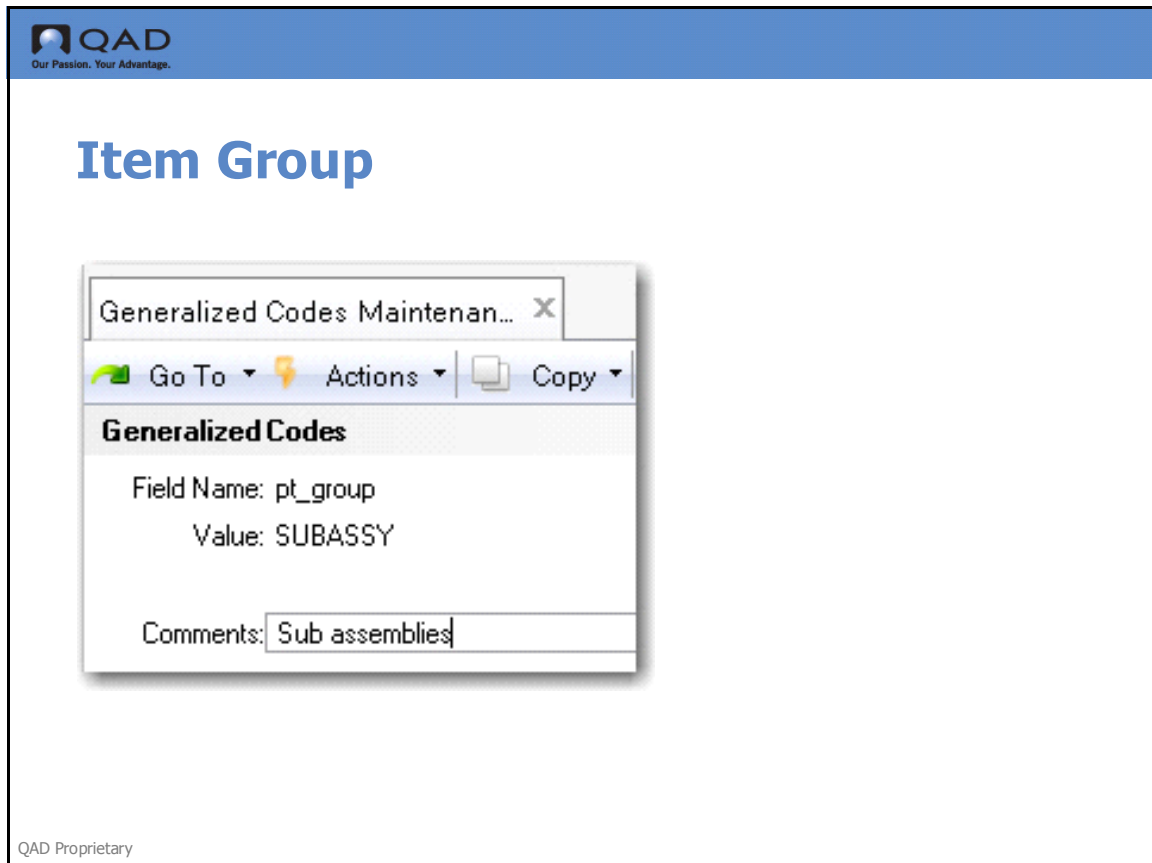 QAD
Our Passion. Your Advantage.
Item Group
Generalized Codes Maintenan...
Go To Actions Copy
Generalized Codes
Field Name: pt_group
Value: SUBASSY
Comments: Sub assemblies
QAD Proprietary